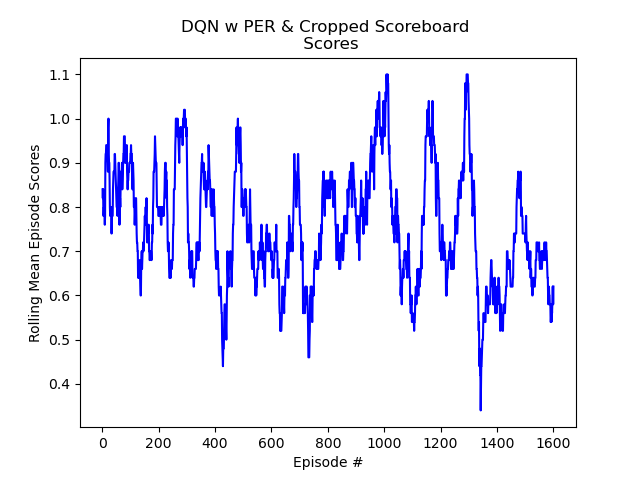 DQN w PER & Cropped Scoreboard
Scores
1.1
1.0
0.9
0.8
0.7
0.6
0.5
0.4
Rolling Mean Episode Scores
0 200 400 600 800 1000 1200 1400 1600
Episode #